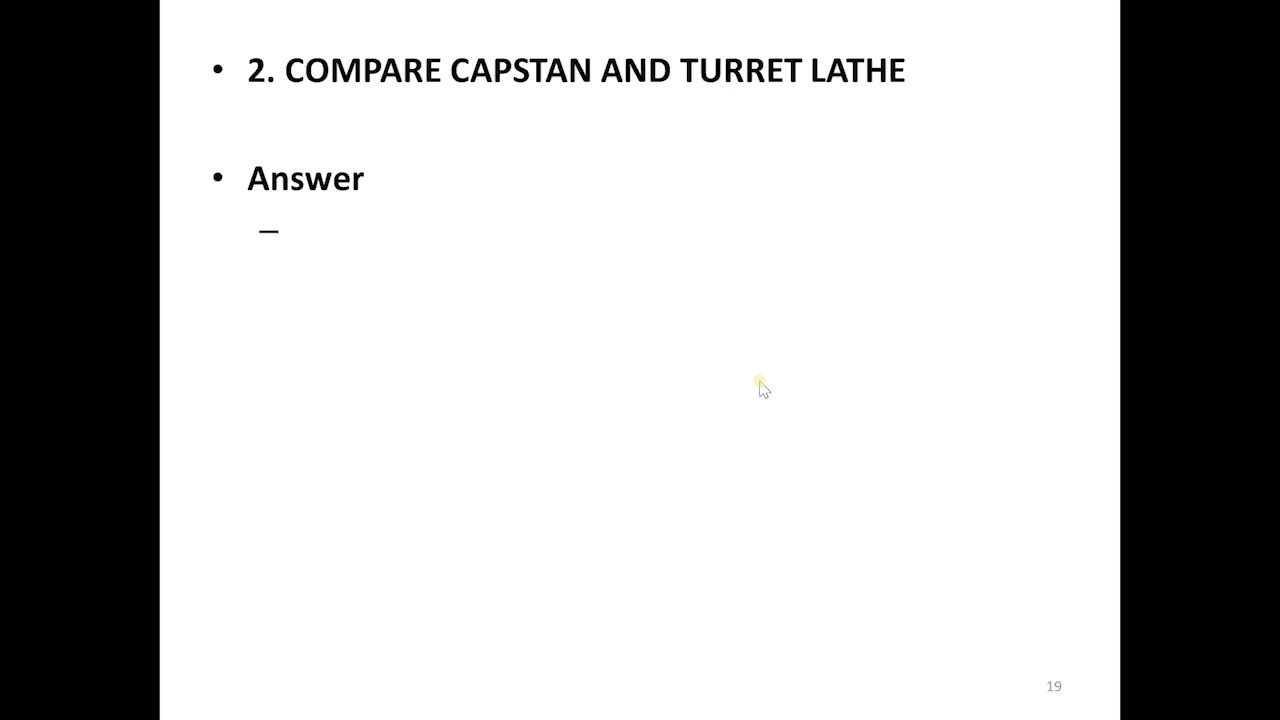 • 2. COMPARE CAPSTAN AND TURRET LATHE
• Answer
–
19